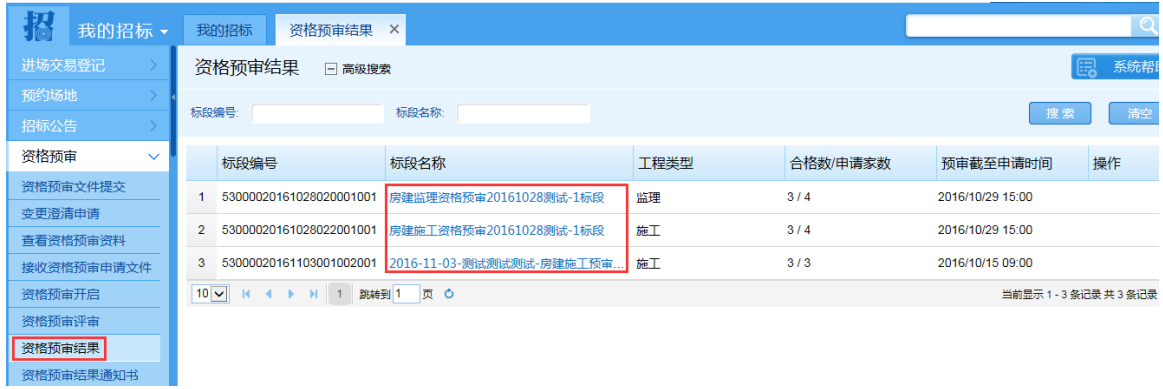 招 我的招标 我的招标 资格预审结果 ×
进场交易登记
预约场地
招标公告
资格预审
资格预审文件提交
变更澄清申请
查看资格预审资料
接收资格预审申请文件
资格预审开启
资格预审评审
资格预审结果
资格预审结果通知书
资格预审结果 高级搜索 系统帮
标段编号: 标段名称: 搜索 清空
标段编号 标段名称 工程类型 合格数/申请家数 预审截至申请时间 操作
1 53000020161028020001001 房建监理资格预审20161028测试-1标段 监理 3 / 4 2016/10/29 15:00
2 53000020161028022001001 房建施工资格预审20161028测试-1标段 施工 3 / 4 2016/10/29 15:00
3 53000020161103001002001 2016-11-03-测试测试测试-房建施工预审... 施工 3 / 3 2016/10/15 09:00
10 1 跳转到 1 页 当前显示 1 - 3 条记录 共 3 条记录